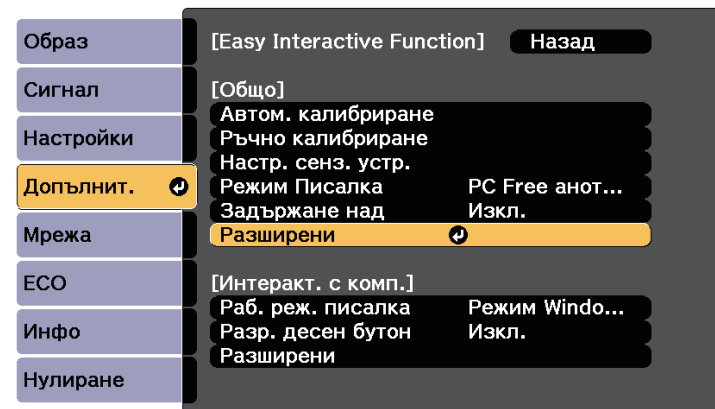 Образ
Сигнал
Настройки
Допълнит.
Мрежа
ECO
Инфо
Нулиране
[Easy Interactive Function] Назад
[Общо]
Автом. калибриране
Ръчно калибриране
Настр. сенз. устр.
Режим Писалка PC Free анот...
Задържане над Изкл.
Разширени
[Интеракт. с комп.]
Раб. реж. писалка Режим Windo...
Разр. десен бутон Изкл.
Разширени